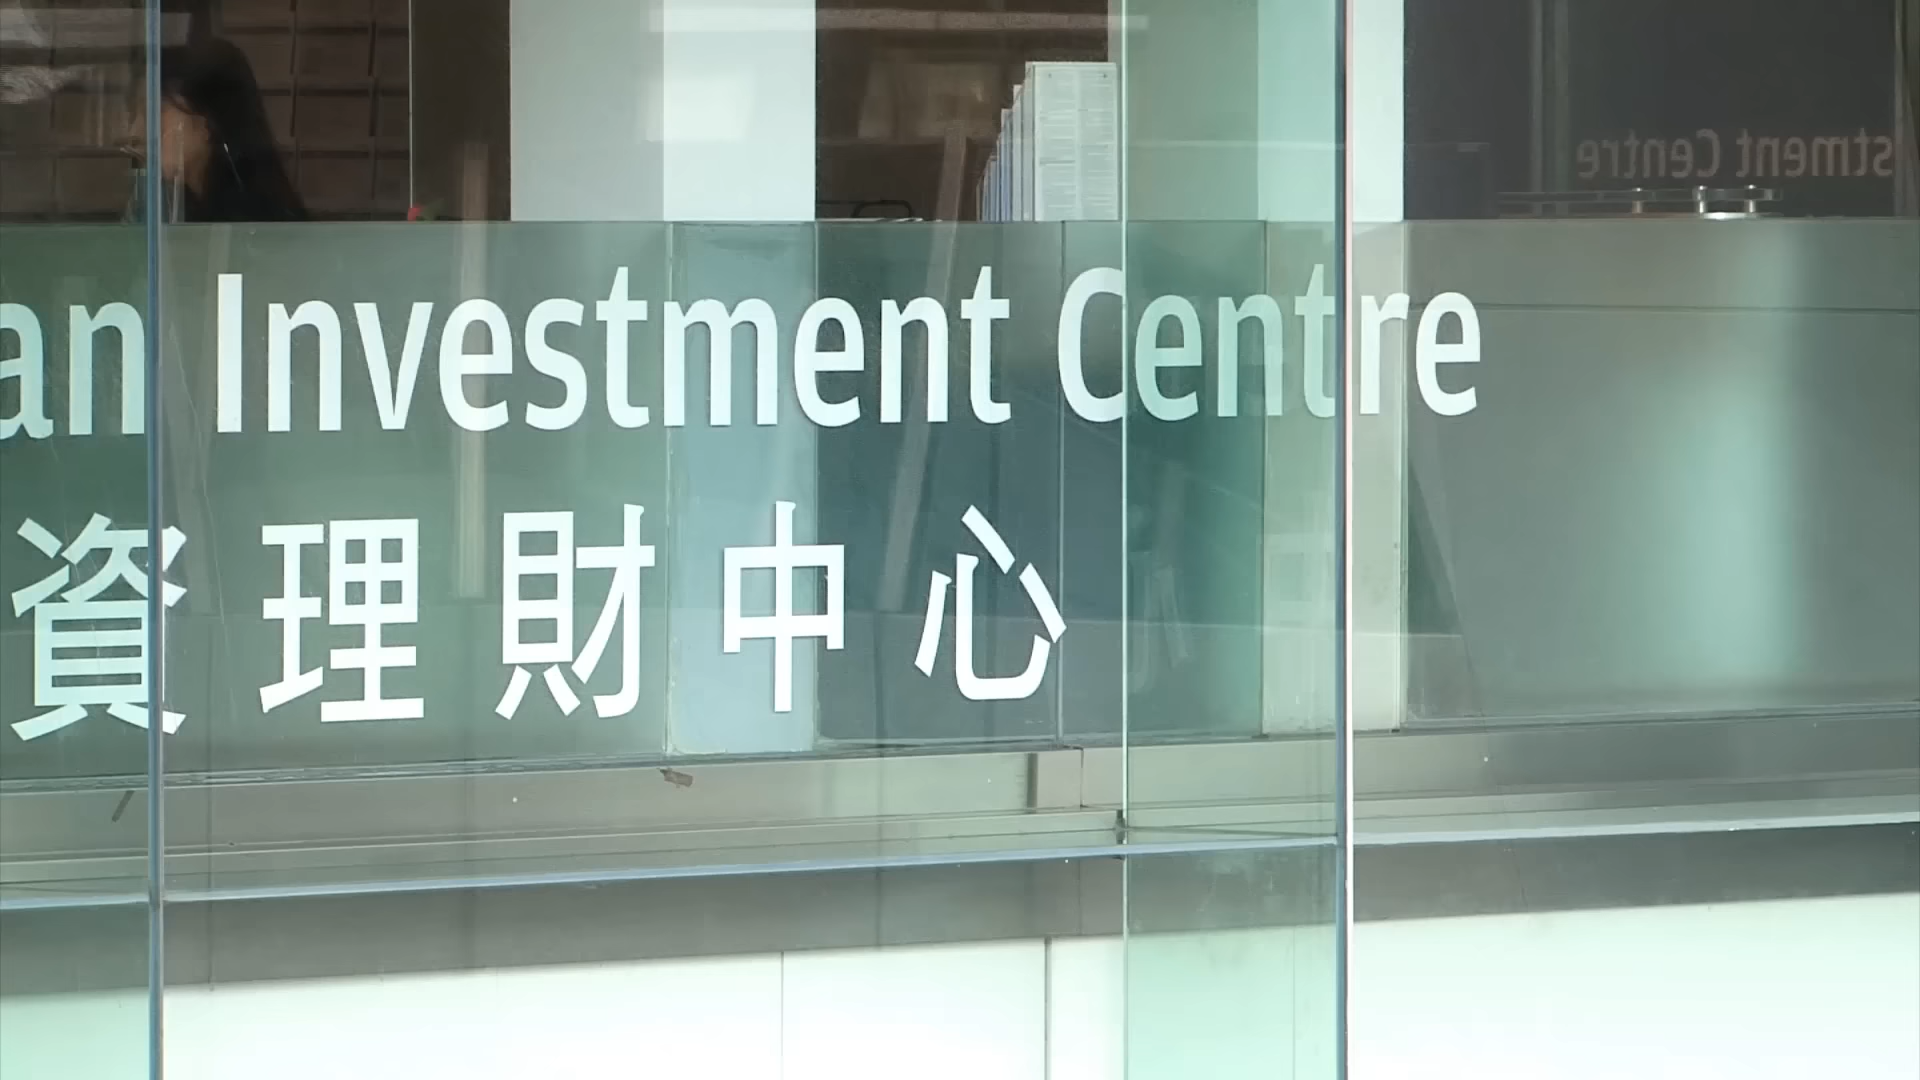 an Investment Centre
資理財中心
stment Centre